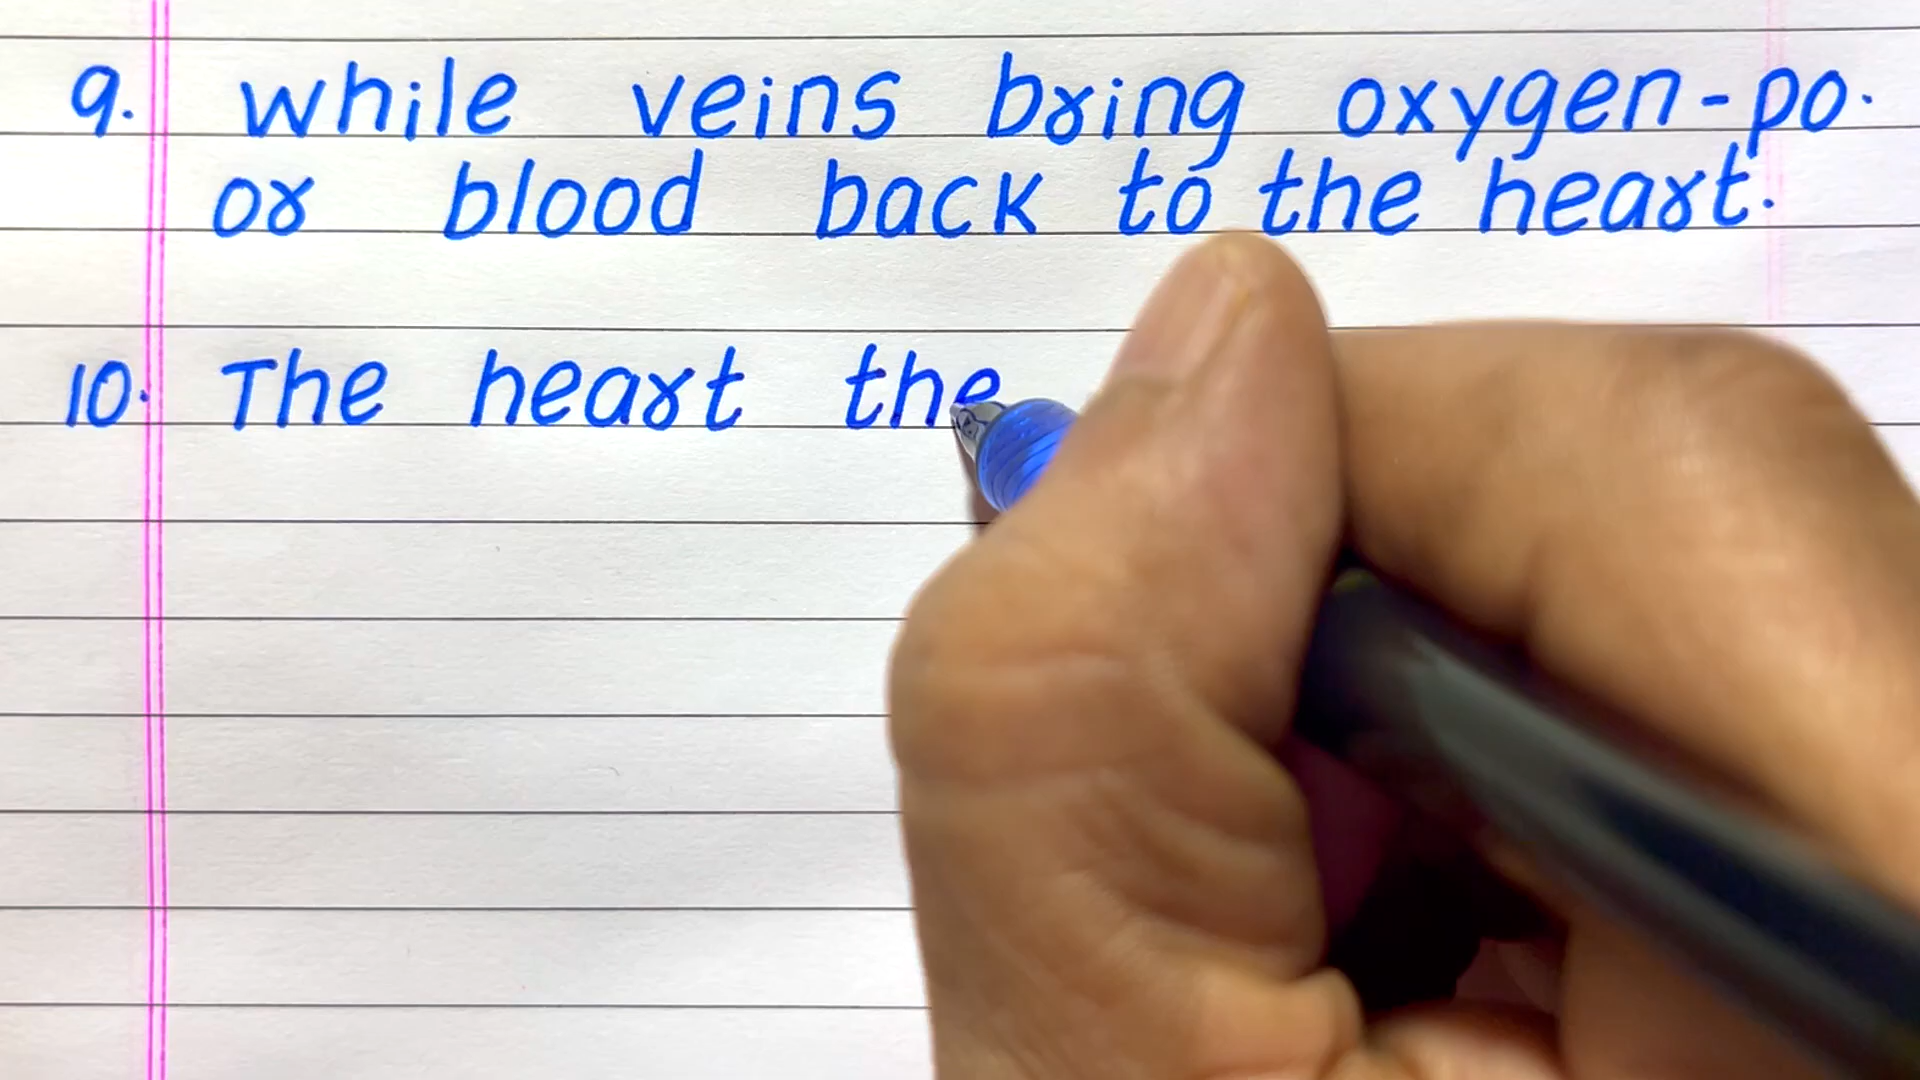 9. while veins bring oxygen-po.
or blood back to the heart.
10. The heart the